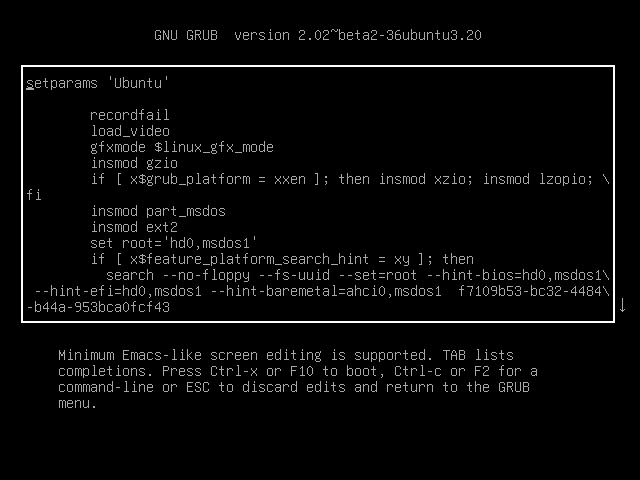 GNU GRUB  version 2.02~beta2-36ubuntu3.20
setparams 'Ubuntu'
recordfail
load_video
gfxmode $linux_gfx_mode
insmod gzio
if [ x$grub_platform = xxen ]; then insmod xzio; insmod lzopio; \
fi
insmod part_msdos
insmod ext2
set root='hd0,msdos1'
if [ x$feature_platform_search_hint = xy ]; then
search --no-floppy --fs-uuid --set=root --hint-bios=hd0,msdos1\
--hint-efi=hd0,msdos1 --hint-baremetal=ahci0,msdos1  f7109b53-bc32-4484\
-b44a-953bca0fcf43
↓
Minimum Emacs-like screen editing is supported. TAB lists
completions. Press Ctrl-x or F10 to boot, Ctrl-c or F2 for a
command-line or ESC to discard edits and return to the GRUB
menu.